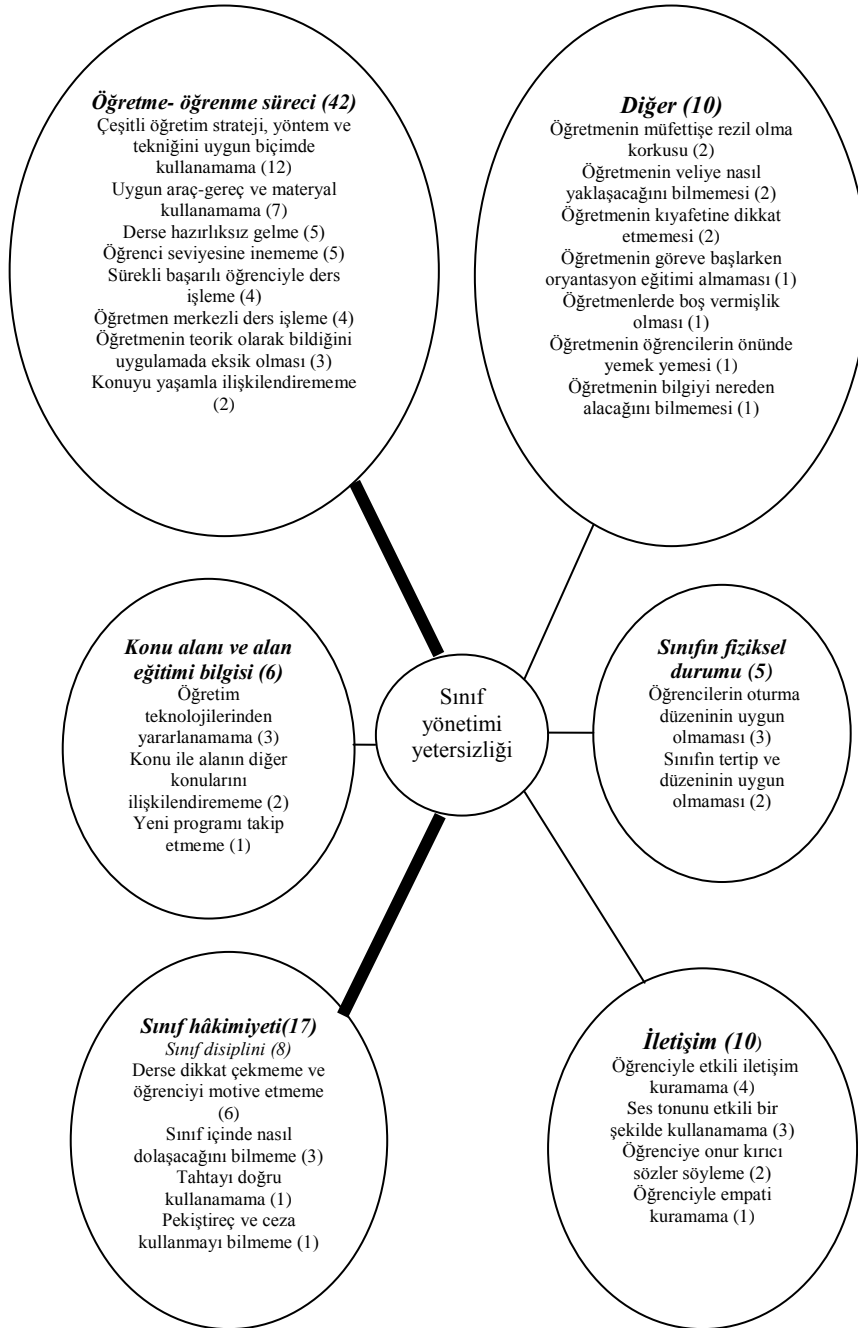 Öğretme- öğrenme süreci (42)
Çeşitli öğretim strateji, yöntem ve
tekniğini uygun biçimde
kullanamama (12)
Uygun araç-gereç ve materyal
kullanamama (7)
Derse hazırlıksız gelme (5)
Öğrenci seviyesine inememe (5)
Sürekli başarılı öğrenciyle ders
işleme (4)
Öğretmen merkezli ders işleme (4)
Öğretmenin teorik olarak bildiğini
uygulamada eksik olması (3)
Konuyu yaşamla ilişkilendirememe
(2)
Diğer (10)
Öğretmenin müfettişe rezil olma
korkusu (2)
Öğretmenin veliye nasıl
yaklaşacağını bilmemesi (2)
Öğretmenin kıyafetine dikkat
etmemesi (2)
Öğretmenin göreve başlarken
oryantasyon eğitimi almaması (1)
Öğretmenlerde boş vermişlik
olması (1)
Öğretmenin öğrencilerin önünde
yemek yemesi (1)
Öğretmenin bilgiyi nereden
alacağını bilmemesi (1)
Konu alanı ve alan
eğitimi bilgisi (6)
Öğretim
teknolojilerinden
yararlanamama (3)
Konu ile alanın diğer
konularını
ilişkilendirememe (2)
Yeni programı takip
etmeme (1)
Sınıf
yönetimi
yetersizliği
Sınıfın fiziksel
durumu (5)
Öğrencilerin oturma
düzeninin uygun
olmaması (3)
Sınıfın tertip ve
düzeninin uygun
olmaması (2)
Sınıf hâkimiyeti(17)
Sınıf disiplini (8)
Derse dikkat çekmeme ve
öğrenciyi motive etmeme
(6)
Sınıf içinde nasıl
dolaşacağını bilmeme (3)
Tahtayı doğru
kullanamama (1)
Pekiştireç ve ceza
kullanmayı bilmeme (1)
İletişim (10)
Öğrenciyle etkili iletişim
kuramama (4)
Ses tonunu etkili bir
şekilde kullanamama (3)
Öğrenciye onur kırıcı
sözler söyleme (2)
Öğrenciyle empati
kuramama (1)